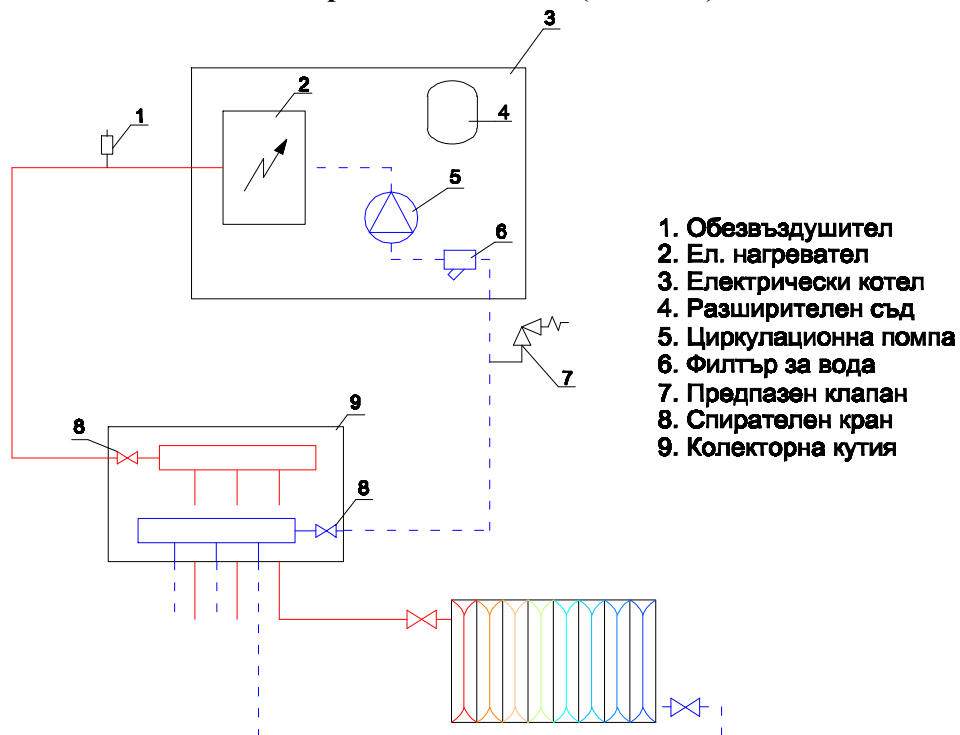 3
2
1
4
5
6
7
9
8
8
1. Обезвъздушител
2. Ел. нагревател
3. Електрически котел
4. Разширителен съд
5. Циркулационна помпа
6. Филтър за вода
7. Предпазен клапан
8. Спирателен кран
9. Колекторна кутия